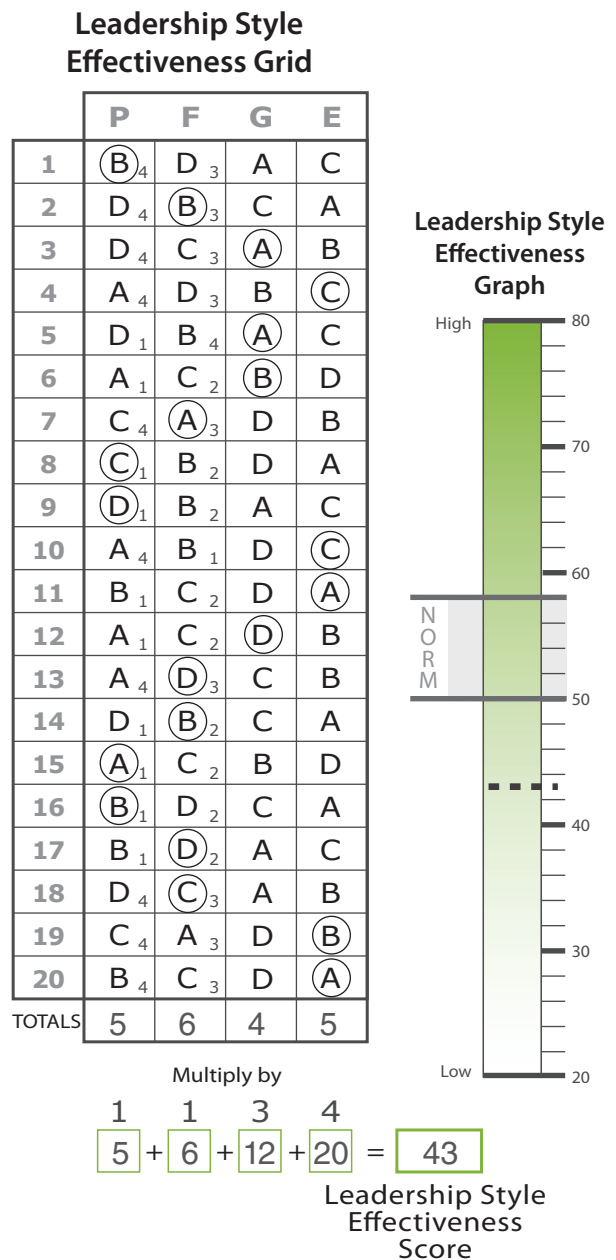 Leadership Style
Effectiveness Grid
P F G E
1 B 4 D 3 A C
2 D 4 B 3 C A
3 D 4 C 3 A B
4 A 4 D 3 B C
5 D 1 B 4 A C
6 A 1 C 2 B D
7 C 4 A 3 D B
8 C 1 B 2 D A
9 D 1 B 2 A C
10 A 4 B 1 D C
11 B 1 C 2 D A
12 A 1 C 2 D B
13 A 4 D 3 C B
14 D 1 B 2 C A
15 A 1 C 2 B D
16 B 1 D 2 C A
17 B 1 D 2 A C
18 D 4 C 3 A B
19 C 4 A 3 D B
20 B 4 C 3 D A
TOTALS 5 6 4 5
Multiply by
1 1 3 4
5 + 6 + 12 + 20 = 43
Leadership Style
Effectiveness
Score
Leadership Style
Effectiveness
Graph
High 80
70
60
NORM
50
40
30
Low 20